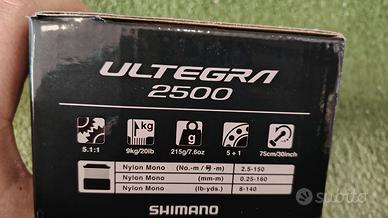 ULTEGRA
2500
kg
5.1:1 9kg/20lb 215g/7.6oz 5+1 75cm/30inch
Nylon Mono (No.-m / 号-m) 2.5-150
Nylon Mono (mm-m) 0.25-160
Nylon Mono (lb-yds.) 8-140
SHIMANO
subito